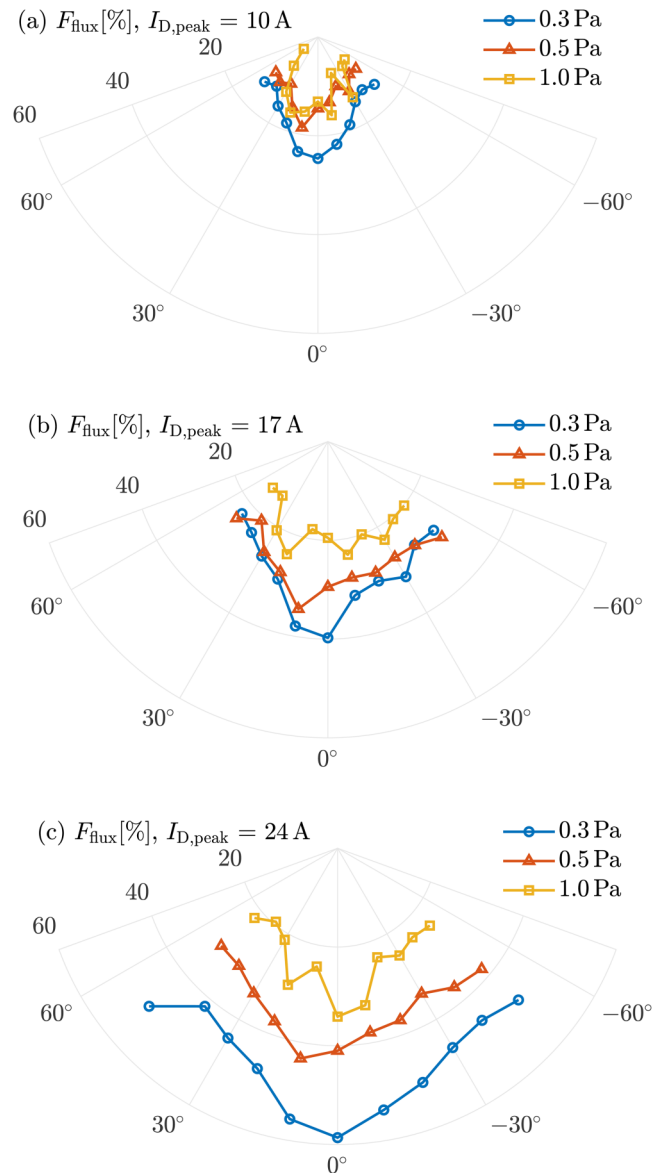 (a) F_flux[%], I_D,peak = 10 A
0.3 Pa
0.5 Pa
1.0 Pa
20
40
60
60°
−60°
30°
−30°
0°
(b) F_flux[%], I_D,peak = 17 A
0.3 Pa
0.5 Pa
1.0 Pa
20
40
60
60°
−60°
30°
−30°
0°
(c) F_flux[%], I_D,peak = 24 A
0.3 Pa
0.5 Pa
1.0 Pa
20
40
60
60°
−60°
30°
−30°
0°